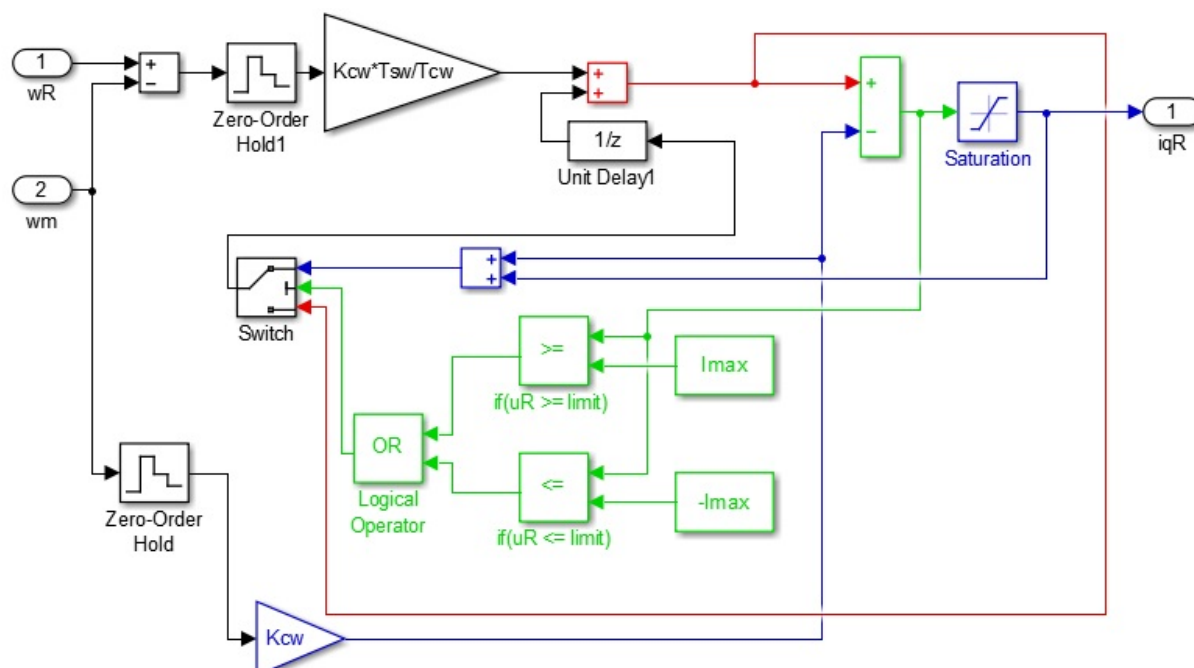 1
wR
+
−
Zero-Order
Hold1
Kcw*Tsw/Tcw
+
+
1/z
Unit Delay1
+
−
Saturation
1
iqR
2
wm
Switch
+
+
>=
if(uR >= limit)
Imax
OR
Logical
Operator
<=
if(uR <= limit)
-Imax
Zero-Order
Hold
Kcw